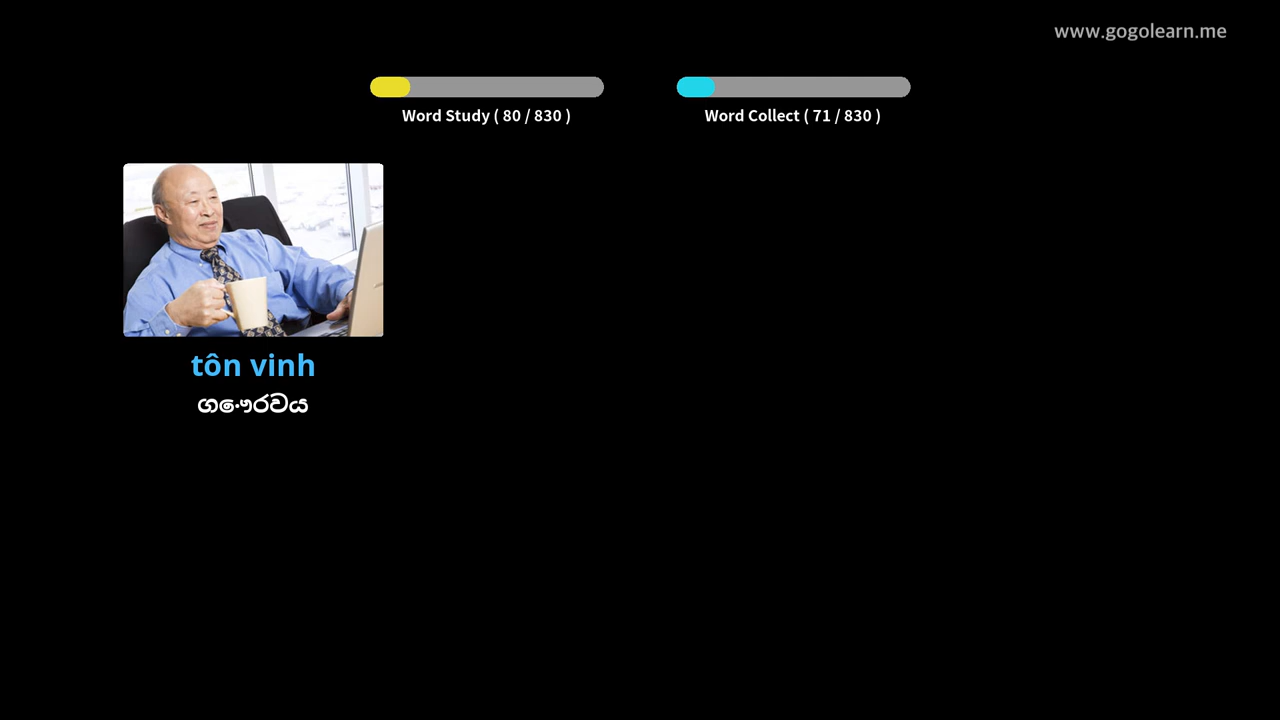 www.gogolearn.me
Word Study ( 80 / 830 )
Word Collect ( 71 / 830 )
tôn vinh
ගෞරවය